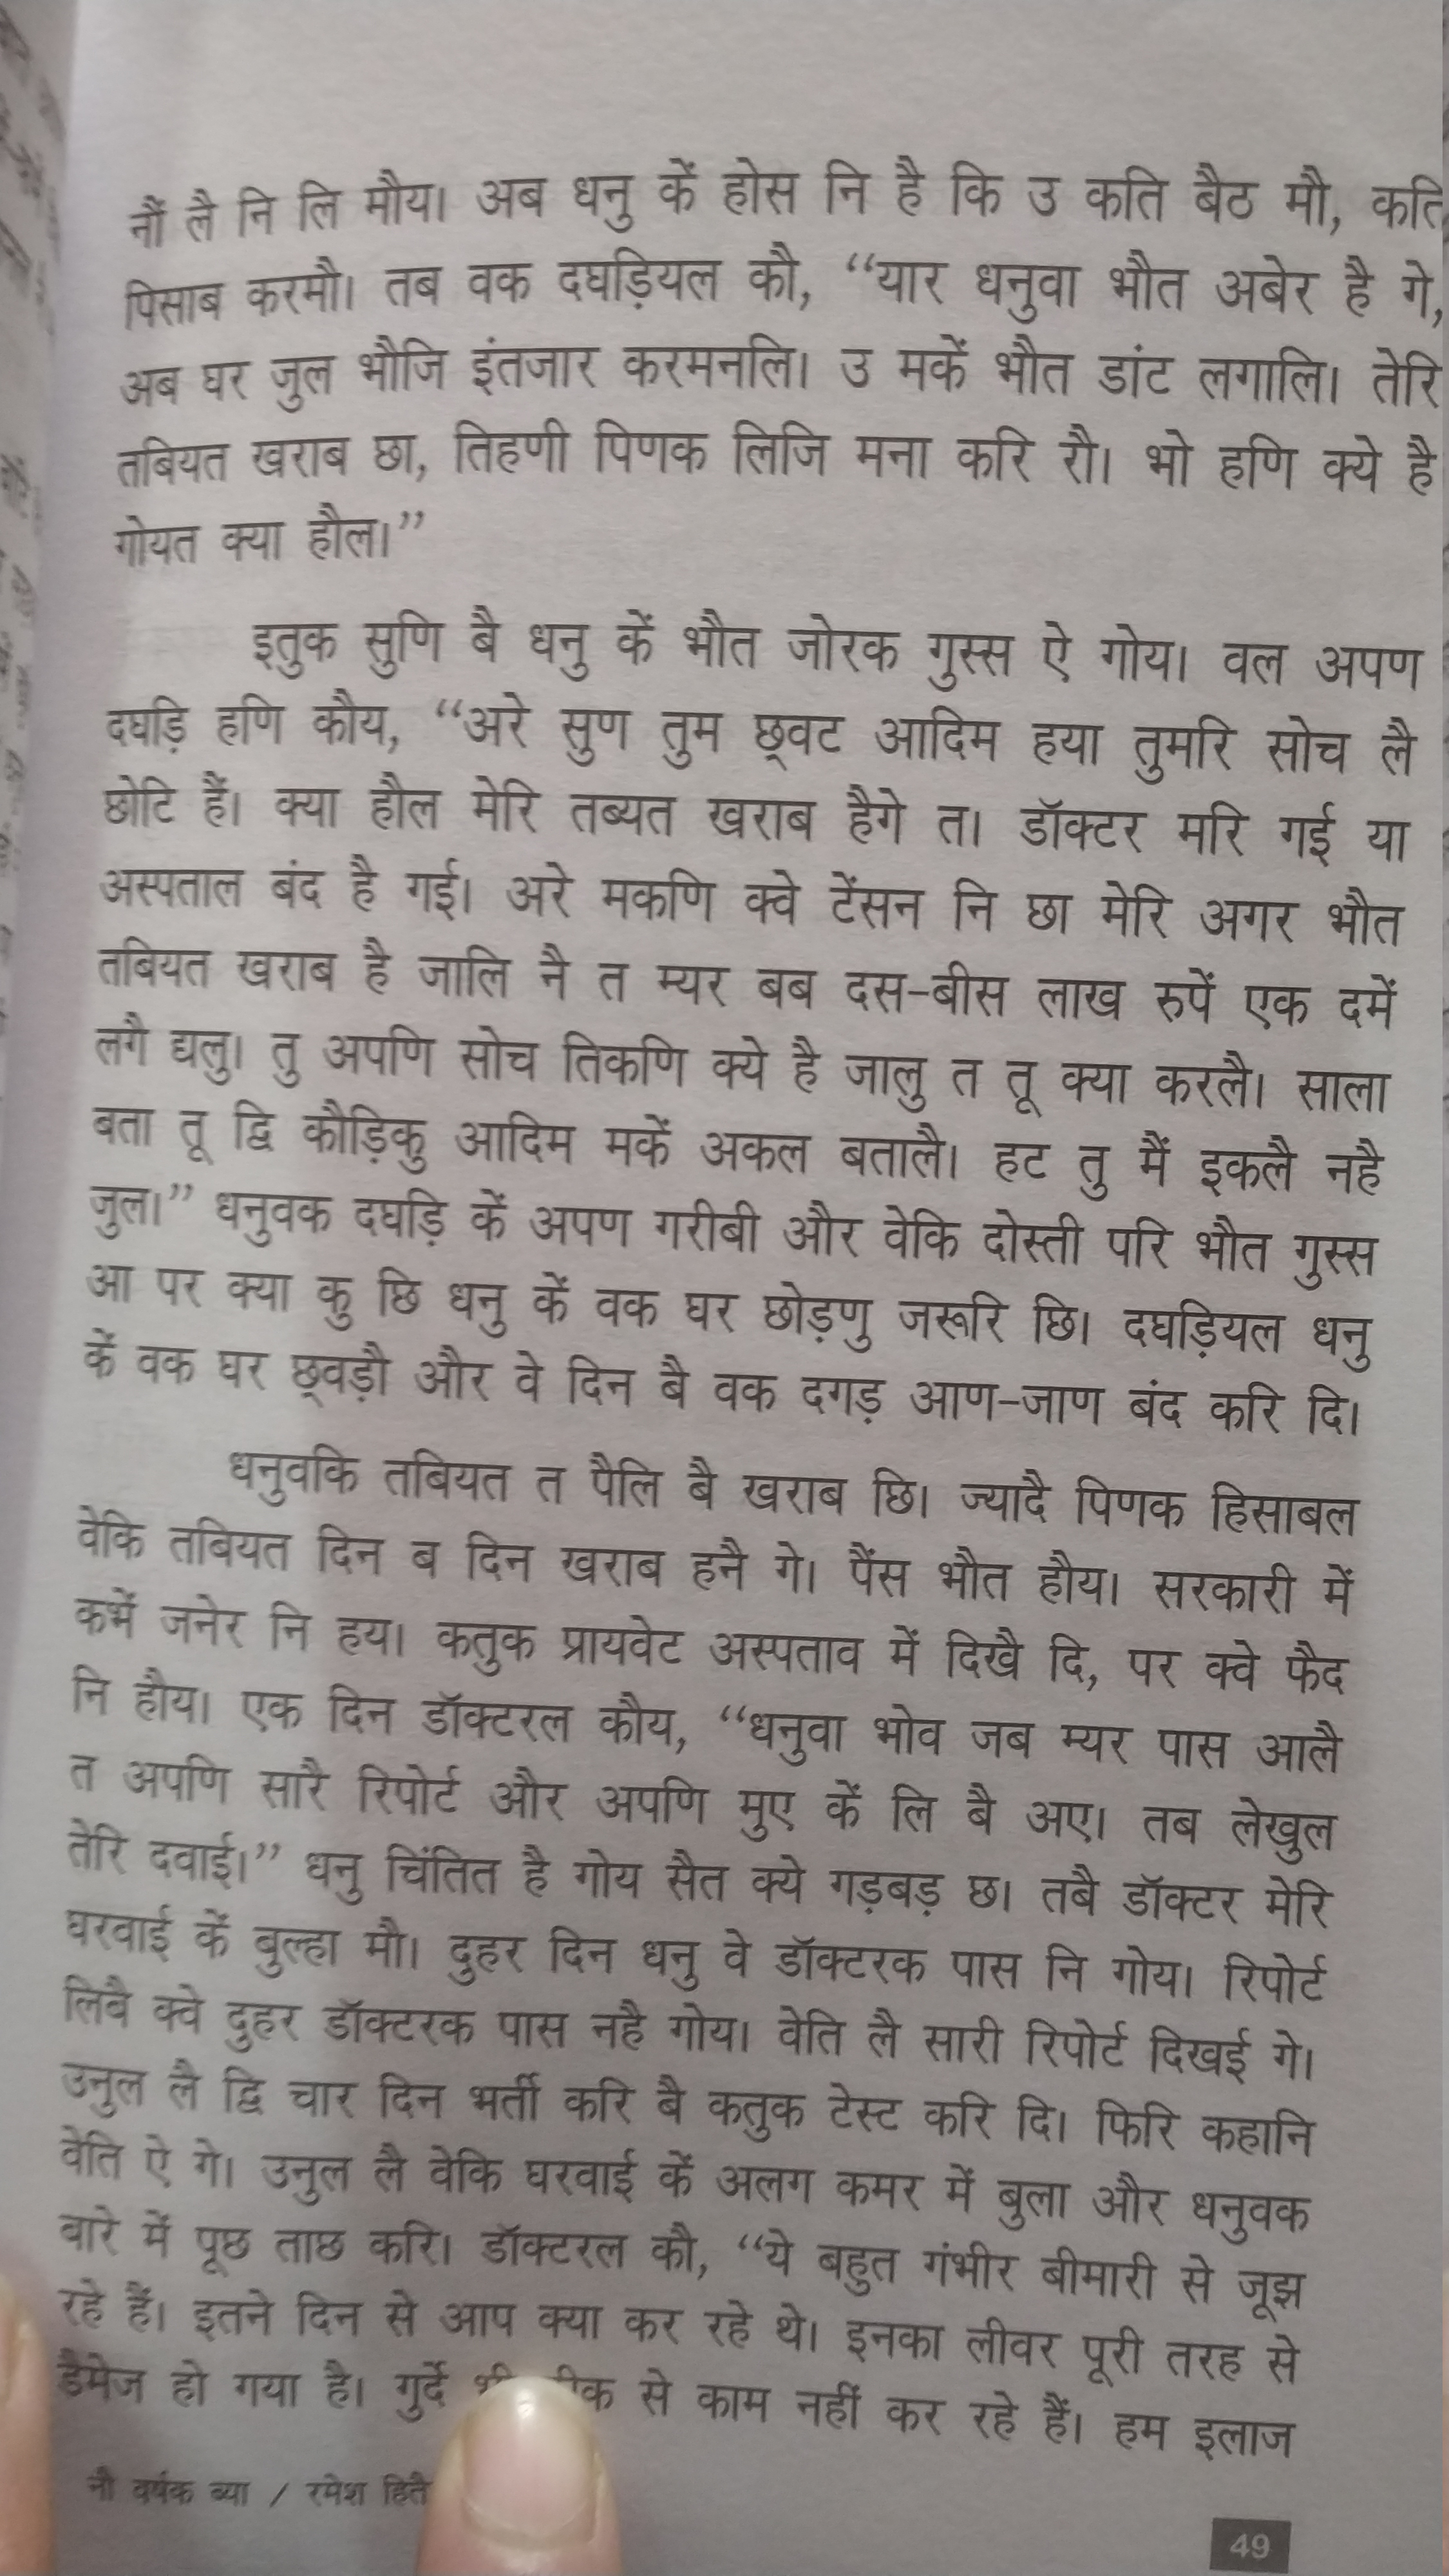 नौं लै नि लि मौय। अब धनु कें होस नि है कि उ कति बैठ मौ, कति
पिसाब करमौ। तब वक दघड़ियल कौ, “यार धनुवा भौत अबेर है गे,
अब घर जुल भौजि इंतजार करमनलि। उ मकें भौत डांट लगालि। तेरि
तबियत खराब छा, तिहणी पिणक लिजि मना करि रौ। भो हणि क्ये है
गोयत क्या हौल।”
इतुक सुणि बै धनु कें भौत जोरक गुस्स ऐ गोय। वल अपण
दघड़ि हणि कौय, “अरे सुण तुम छ्वट आदिम हया तुमरि सोच लै
छोटि हैं। क्या हौल मेरि तब्यत खराब हैगे त। डॉक्टर मरि गई या
अस्पताल बंद है गई। अरे मकणि क्वे टेंसन नि छा मेरि अगर भौत
तबियत खराब है जालि नै त म्यर बब दस-बीस लाख रुपें एक दमें
लगै द्यलु। तु अपणि सोच तिकणि क्ये है जालु त तू क्या करलै। साला
बता तू द्वि कौड़िकु आदिम मकें अकल बतालै। हट तु मैं इकलै नहै
जुल।” धनुवक दघड़ि कें अपण गरीबी और वेकि दोस्ती परि भौत गुस्स
आ पर क्या कु छि धनु कें वक घर छोड़णु जरूरि छि। दघड़ियल धनु
कें वक घर छ्वड़ौ और वे दिन बै वक दगड़ आण-जाण बंद करि दि।
धनुवकि तबियत त पैलि बै खराब छि। ज्यादै पिणक हिसाबल
वेकि तबियत दिन ब दिन खराब हनै गे। पैंस भौत हौय। सरकारी में
कभें जनेर नि हय। कतुक प्रायवेट अस्पताव में दिखै दि, पर क्वे फैद
नि हौय। एक दिन डॉक्टरल कौय, “धनुवा भोव जब म्यर पास आलै
त अपणि सारै रिपोर्ट और अपणि मुए कें लि बै अए। तब लेखुल
तेरि दवाई।” धनु चिंतित है गोय सैत क्ये गड़बड़ छ। तबै डॉक्टर मेरि
घरवाई कें बुल्हा मौ। दुहर दिन धनु वे डॉक्टरक पास नि गोय। रिपोर्ट
लिबै क्वे दुहर डॉक्टरक पास नहै गोय। वेति लै सारी रिपोर्ट दिखई गे।
उनुल लै द्वि चार दिन भर्ती करि बै कतुक टेस्ट करि दि। फिरि कहानि
वेति ऐ गे। उनुल लै वेकि घरवाई कें अलग कमर में बुला और धनुवक
बारे में पूछ ताछ करि। डॉक्टरल कौ, “ये बहुत गंभीर बीमारी से जूझ
रहे हैं। इतने दिन से आप क्या कर रहे थे। इनका लीवर पूरी तरह से
डैमेज हो गया है। गुर्दे से काम नहीं कर रहे हैं। हम इलाज
नौ वर्षक ब्या / रमेश
49